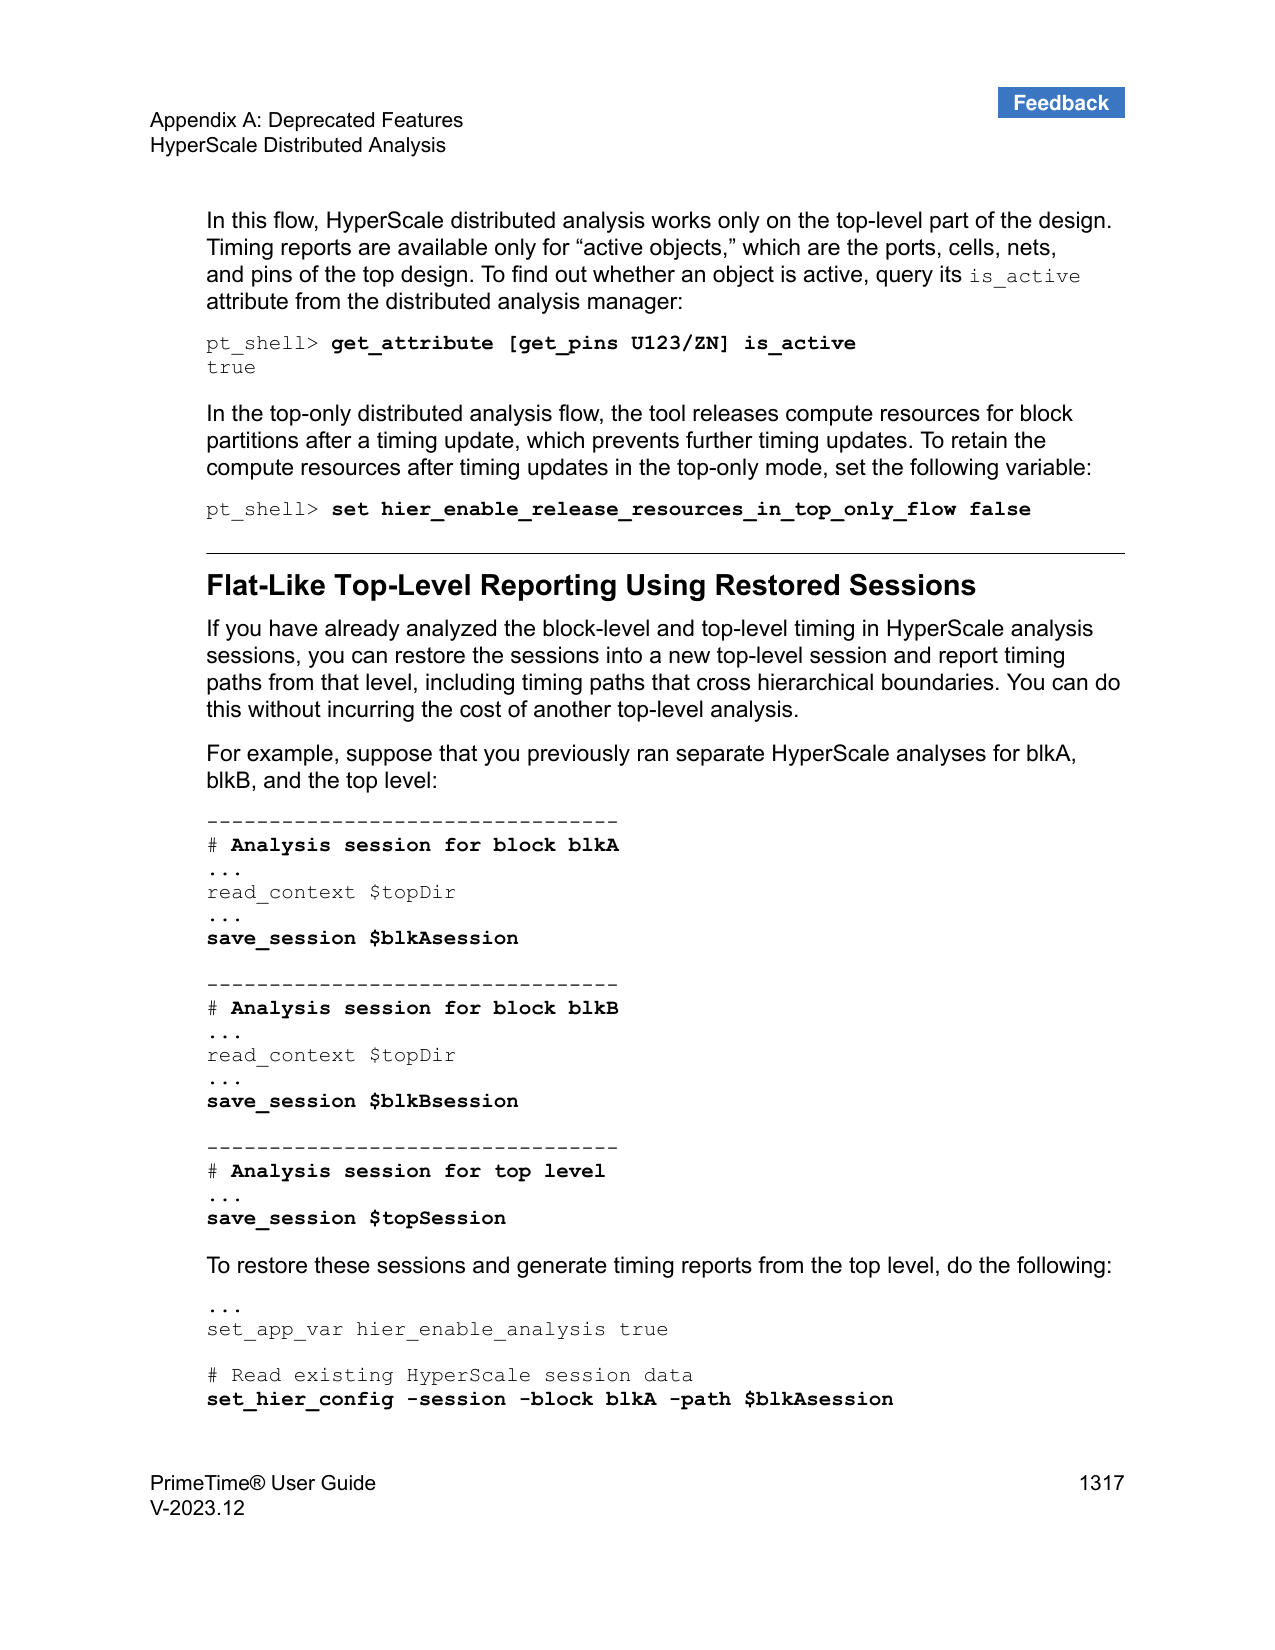 Feedback
Appendix A: Deprecated Features
HyperScale Distributed Analysis
In this flow, HyperScale distributed analysis works only on the top-level part of the design.
Timing reports are available only for “active objects,” which are the ports, cells, nets,
and pins of the top design. To find out whether an object is active, query its is_active
attribute from the distributed analysis manager:
pt_shell> get_attribute [get_pins U123/ZN] is_active
true
In the top-only distributed analysis flow, the tool releases compute resources for block
partitions after a timing update, which prevents further timing updates. To retain the
compute resources after timing updates in the top-only mode, set the following variable:
pt_shell> set hier_enable_release_resources_in_top_only_flow false
Flat-Like Top-Level Reporting Using Restored Sessions
If you have already analyzed the block-level and top-level timing in HyperScale analysis
sessions, you can restore the sessions into a new top-level session and report timing
paths from that level, including timing paths that cross hierarchical boundaries. You can do
this without incurring the cost of another top-level analysis.
For example, suppose that you previously ran separate HyperScale analyses for blkA,
blkB, and the top level:
---------------------------------
# Analysis session for block blkA
...
read_context $topDir
...
save_session $blkAsession
---------------------------------
# Analysis session for block blkB
...
read_context $topDir
...
save_session $blkBsession
---------------------------------
# Analysis session for top level
...
save_session $topSession
To restore these sessions and generate timing reports from the top level, do the following:
...
set_app_var hier_enable_analysis true
# Read existing HyperScale session data
set_hier_config -session -block blkA -path $blkAsession
PrimeTime® User Guide
1317
V-2023.12